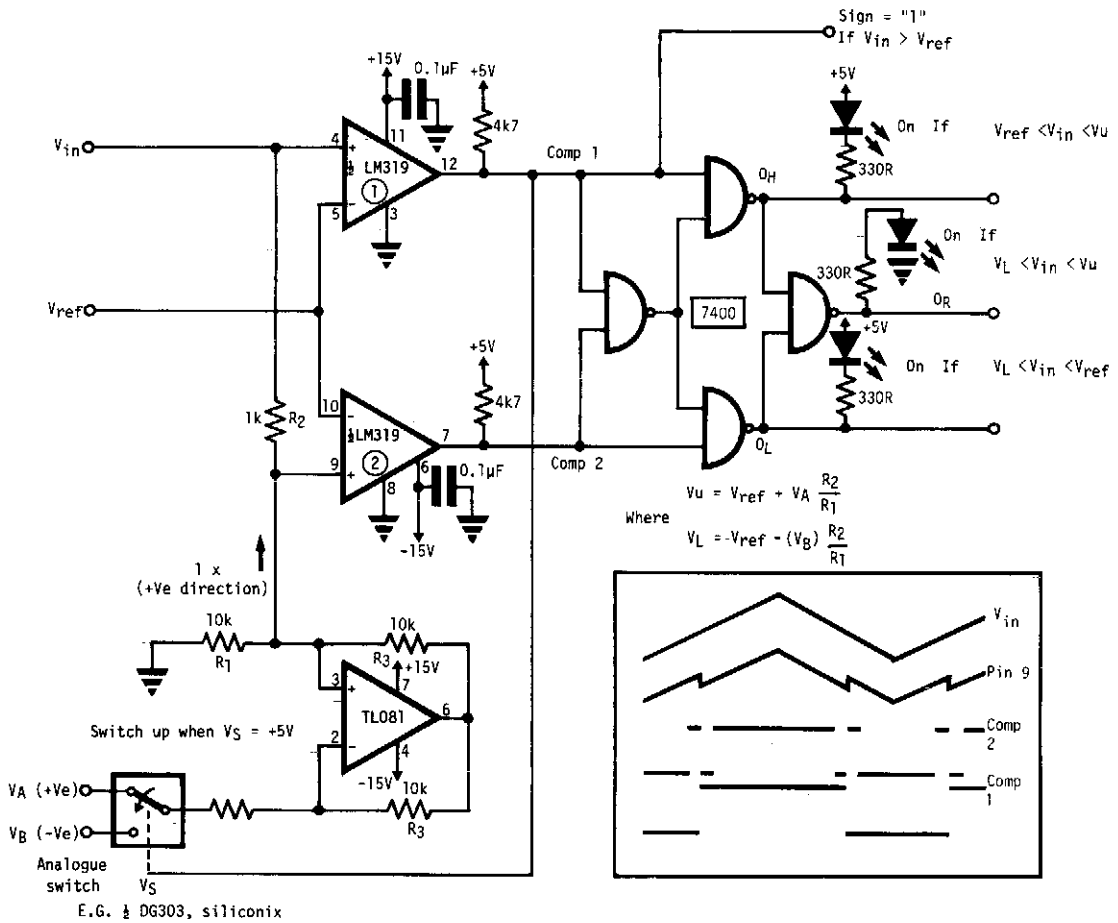 Sign = "1"
If Vin > Vref
+15V
0.1μF
+5V
4k7
+5V
On If
Vref <Vin <Vu
Vin
4
+
11
½ LM319
1
12
Comp 1
5
-
3
OH
330R
On If
VL <Vin <Vu
330R
Vref
7400
OR
+5V
+5V
On If
VL <Vin <Vref
4k7
330R
1k
R2
10
-
½LM319
2
7
9
+
6
8
0.1μF
Comp 2
OL
-15V
Vu = Vref + VA R2
R1
Where
VL = -Vref - (VB) R2
R1
1 x
(+Ve direction)
10k
R1
10k
R3
+15V
3
+
7
TL081
6
2
-
4
-15V
Switch up when VS = +5V
10k
R3
VA (+Ve)
VB (-Ve)
Analogue
switch
VS
E.G. ½ DG303, siliconix
Vin
Pin 9
Comp
2
Comp
1